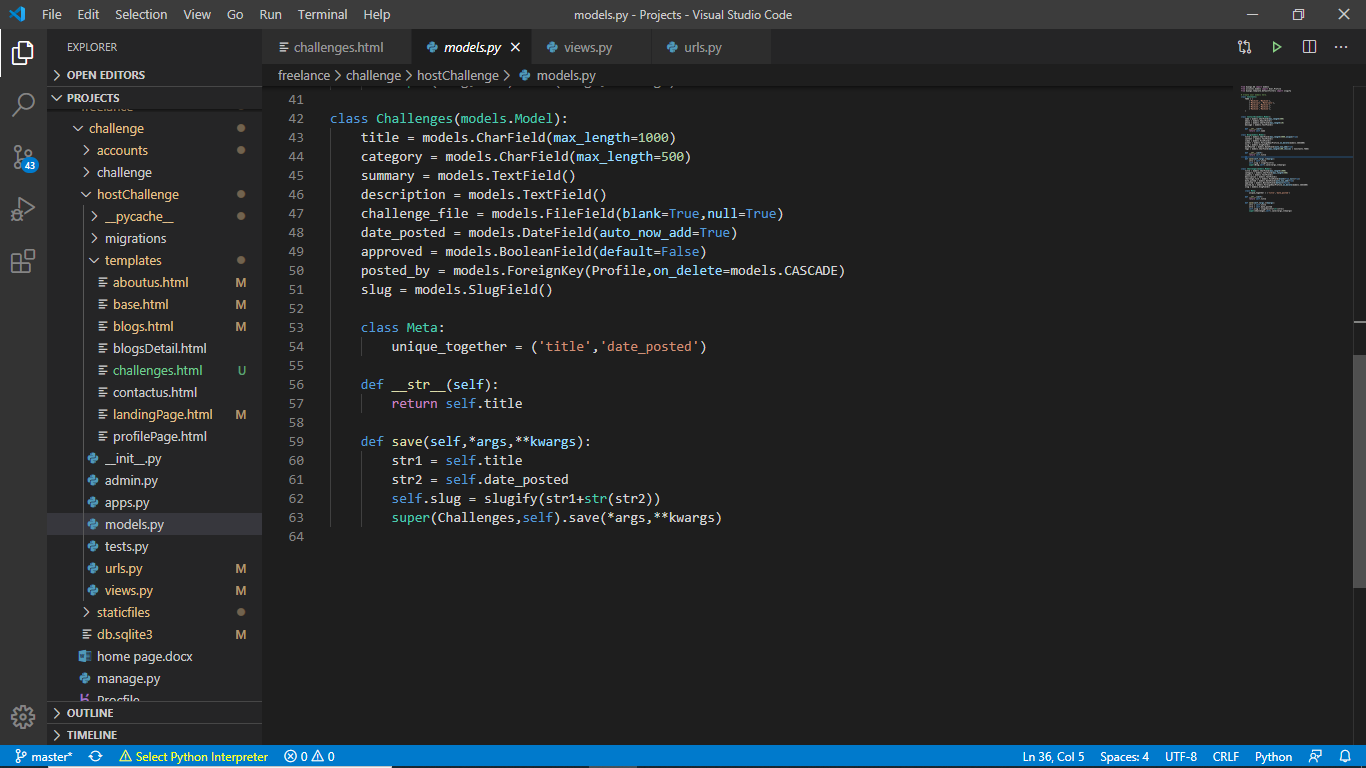 File Edit Selection View Go Run Terminal Help models.py - Projects - Visual Studio Code
EXPLORER
OPEN EDITORS
PROJECTS
challenge
accounts
challenge
hostChallenge
__pycache__
migrations
templates
aboutus.html M
base.html M
blogs.html M
blogsDetail.html
challenges.html U
contactus.html
landingPage.html M
profilePage.html
__init__.py
admin.py
apps.py
models.py
tests.py
urls.py M
views.py M
staticfiles
db.sqlite3 M
home page.docx
manage.py
Procfile
OUTLINE
TIMELINE
43
challenges.html models.py views.py urls.py
freelance > challenge > hostChallenge > models.py
41
42 class Challenges(models.Model):
43 title = models.CharField(max_length=1000)
44 category = models.CharField(max_length=500)
45 summary = models.TextField()
46 description = models.TextField()
47 challenge_file = models.FileField(blank=True,null=True)
48 date_posted = models.DateField(auto_now_add=True)
49 approved = models.BooleanField(default=False)
50 posted_by = models.ForeignKey(Profile,on_delete=models.CASCADE)
51 slug = models.SlugField()
52
53 class Meta:
54 unique_together = ('title','date_posted')
55
56 def __str__(self):
57 return self.title
58
59 def save(self,*args,**kwargs):
60 str1 = self.title
61 str2 = self.date_posted
62 self.slug = slugify(str1+str(str2))
63 super(Challenges,self).save(*args,**kwargs)
64
master* Select Python Interpreter 0 0 Ln 36, Col 5 Spaces: 4 UTF-8 CRLF Python